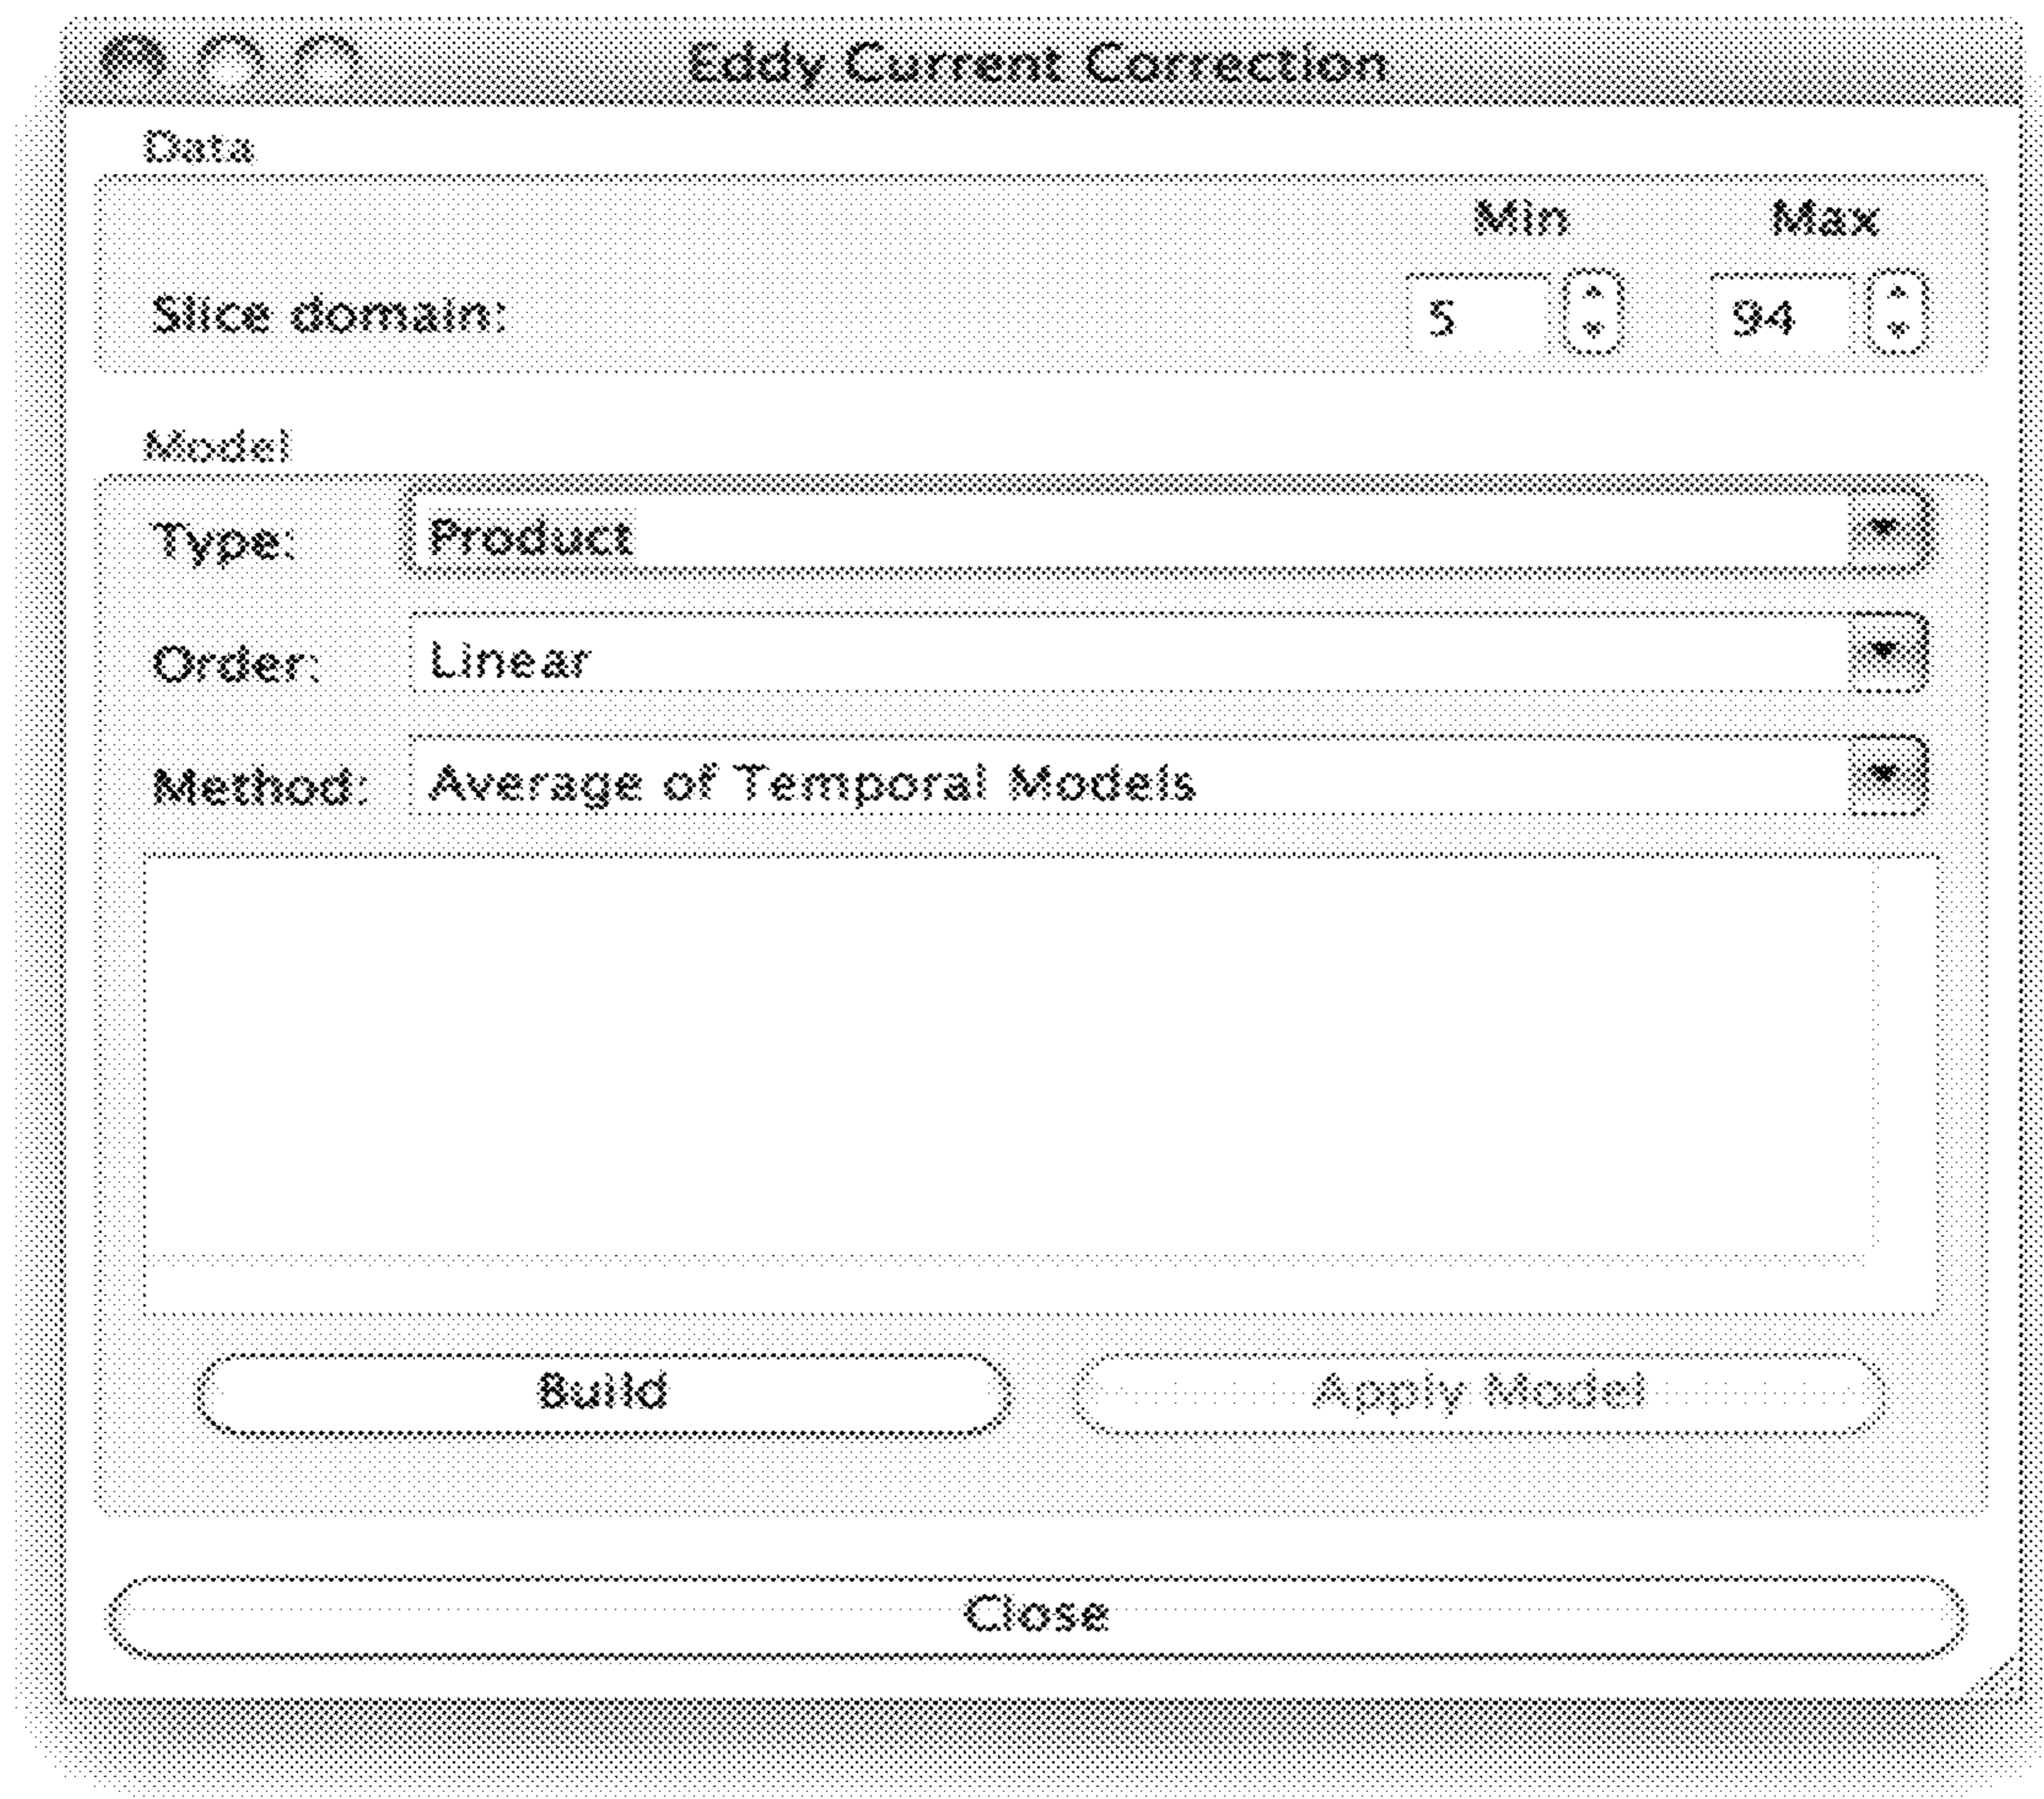 Eddy Current Correction
Data
Min Max
Slice domain: 5 94
Model
Type: Product
Order: Linear
Method: Average of Temporal Models
Build Apply Model
Close